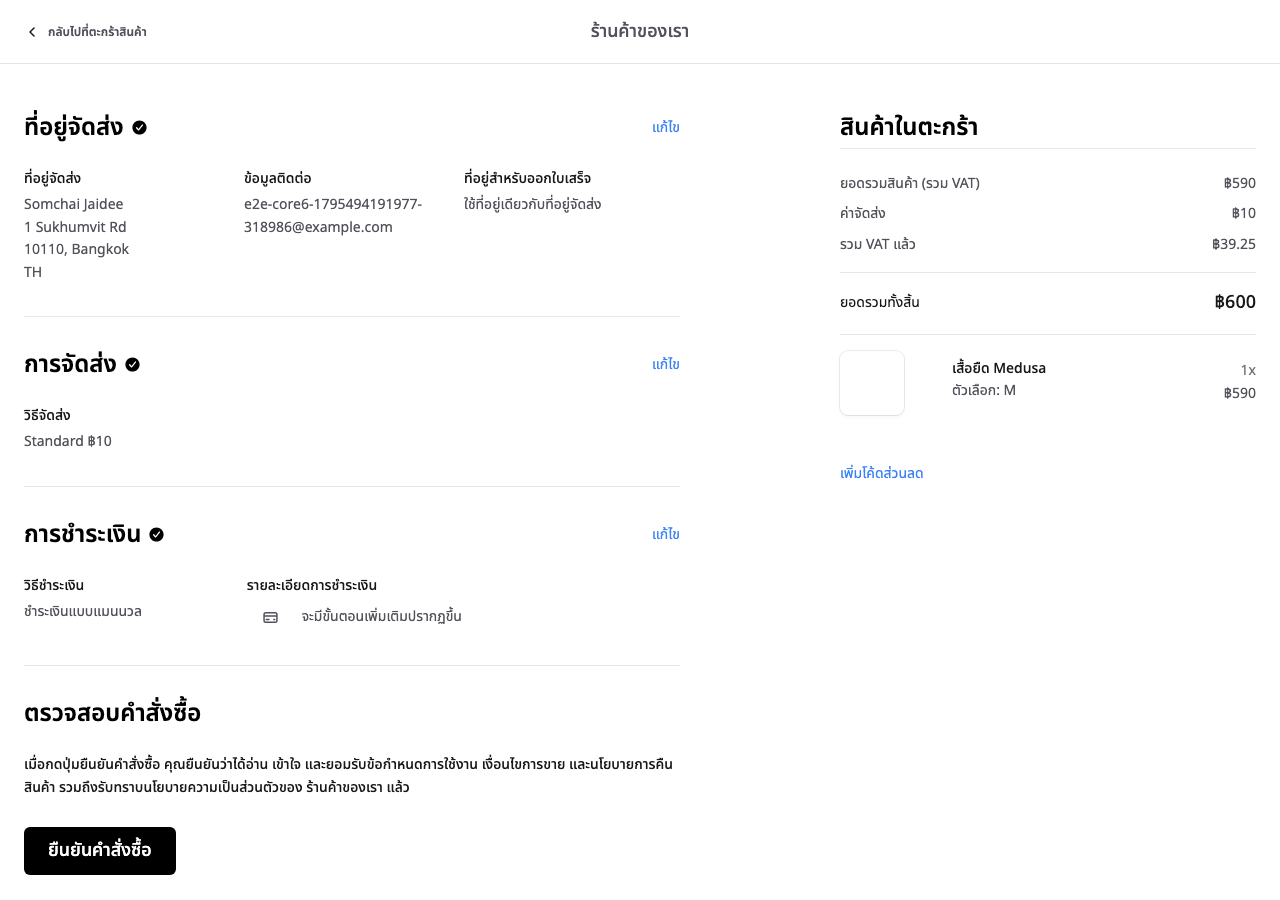 กลับไปที่ตะกร้าสินค้า
ร้านค้าของเรา
ที่อยู่จัดส่ง
แก้ไข
ที่อยู่จัดส่ง
Somchai Jaidee
1 Sukhumvit Rd
10110, Bangkok
TH
ข้อมูลติดต่อ
e2e-core6-1795494191977-
318986@example.com
ที่อยู่สำหรับออกใบเสร็จ
ใช้ที่อยู่เดียวกับที่อยู่จัดส่ง
การจัดส่ง
แก้ไข
วิธีจัดส่ง
Standard ฿10
การชำระเงิน
แก้ไข
วิธีชำระเงิน
ชำระเงินแบบแมนนวล
รายละเอียดการชำระเงิน
จะมีขั้นตอนเพิ่มเติมปรากฏขึ้น
ตรวจสอบคำสั่งซื้อ
เมื่อกดปุ่มยืนยันคำสั่งซื้อ คุณยืนยันว่าได้อ่าน เข้าใจ และยอมรับข้อกำหนดการใช้งาน เงื่อนไขการขาย และนโยบายการคืน
สินค้า รวมถึงรับทราบนโยบายความเป็นส่วนตัวของ ร้านค้าของเรา แล้ว
ยืนยันคำสั่งซื้อ
สินค้าในตะกร้า
ยอดรวมสินค้า (รวม VAT) ฿590
ค่าจัดส่ง ฿10
รวม VAT แล้ว ฿39.25
ยอดรวมทั้งสิ้น ฿600
เสื้อยืด Medusa 1x
ตัวเลือก: M ฿590
เพิ่มโค้ดส่วนลด